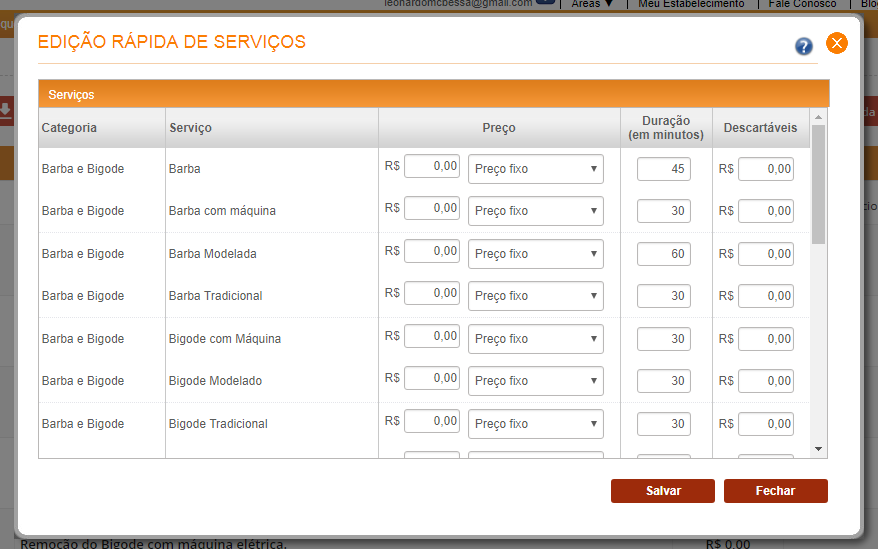 leonardomcbessa@gmail.com Áreas ▼ Meu Estabelecimento Fale Conosco
EDIÇÃO RÁPIDA DE SERVIÇOS ?
Serviços
Categoria Serviço Preço Duração (em minutos) Descartáveis
Barba e Bigode Barba R$ 0,00 Preço fixo 45 R$ 0,00
Barba e Bigode Barba com máquina R$ 0,00 Preço fixo 30 R$ 0,00
Barba e Bigode Barba Modelada R$ 0,00 Preço fixo 60 R$ 0,00
Barba e Bigode Barba Tradicional R$ 0,00 Preço fixo 30 R$ 0,00
Barba e Bigode Bigode com Máquina R$ 0,00 Preço fixo 30 R$ 0,00
Barba e Bigode Bigode Modelado R$ 0,00 Preço fixo 30 R$ 0,00
Barba e Bigode Bigode Tradicional R$ 0,00 Preço fixo 30 R$ 0,00
Salvar Fechar
Remoção do Bigode com máquina elétrica. R$ 0,00